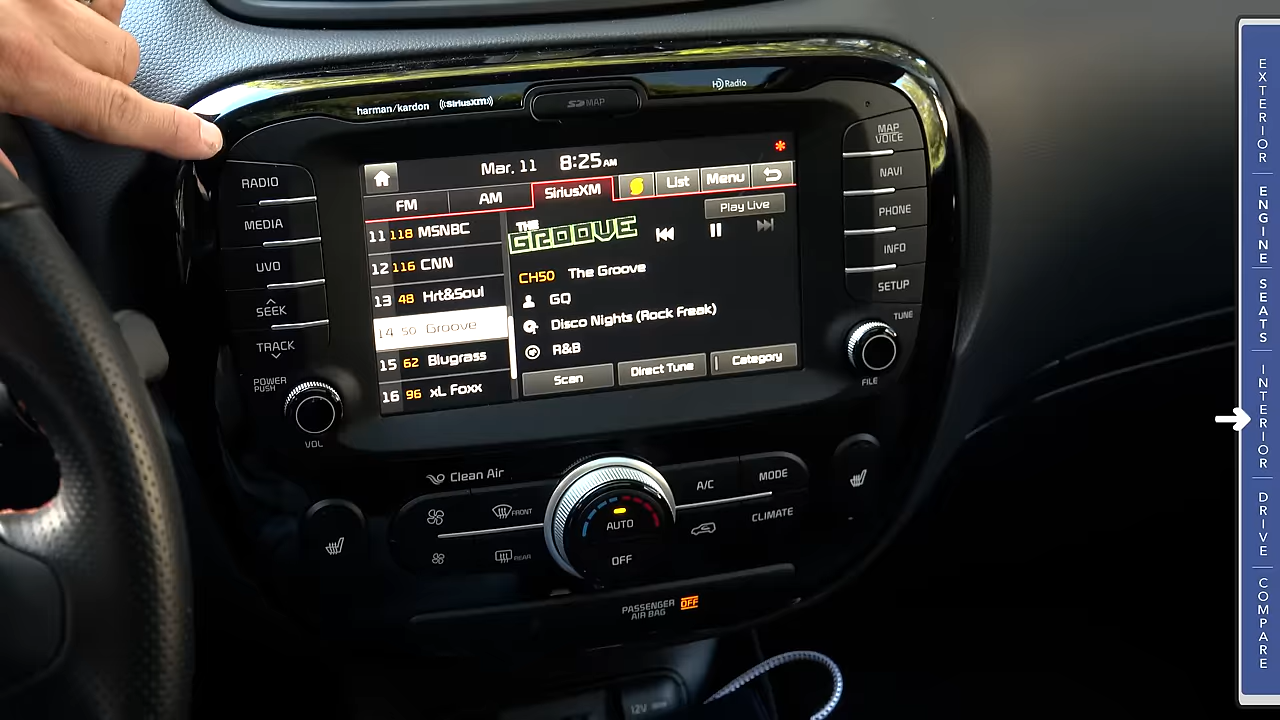 harman/kardon ((SiriusXM))
SD MAP
HD Radio
RADIO
MEDIA
UVO
SEEK
TRACK
POWER
PUSH
VOL
Mar. 11 8:25 AM
FM AM SiriusXM List Menu
11 118 MSNBC
12 116 CNN
13 48 Hrt&Soul
14 50 Groove
15 62 Blugrass
16 96 xL Foxx
THE
GROOVE
Play Live
CH50 The Groove
GQ
Disco Nights (Rock Freak)
R&B
Scan Direct Tune Category
MAP
VOICE
NAVI
PHONE
INFO
SETUP
TUNE
FILE
Clean Air
FRONT
REAR
AUTO
OFF
A/C
MODE
CLIMATE
PASSENGER
AIR BAG OFF
12V
EXTERIOR
ENGINE
SEATS
INTERIOR
DRIVE
COMPARE